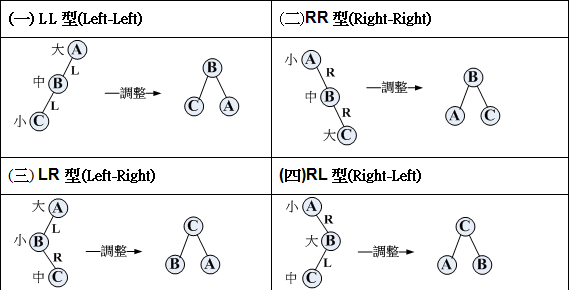 (一) LL 型(Left-Left)
大 A
L
中 B
L
小 C
調整
B
C A
(二)RR 型(Right-Right)
小 A
R
中 B
R
大 C
調整
B
A C
(三) LR 型(Left-Right)
大 A
L
小 B
R
中 C
調整
C
B A
(四)RL 型(Right-Left)
小 A
R
大 B
L
中 C
調整
C
A B